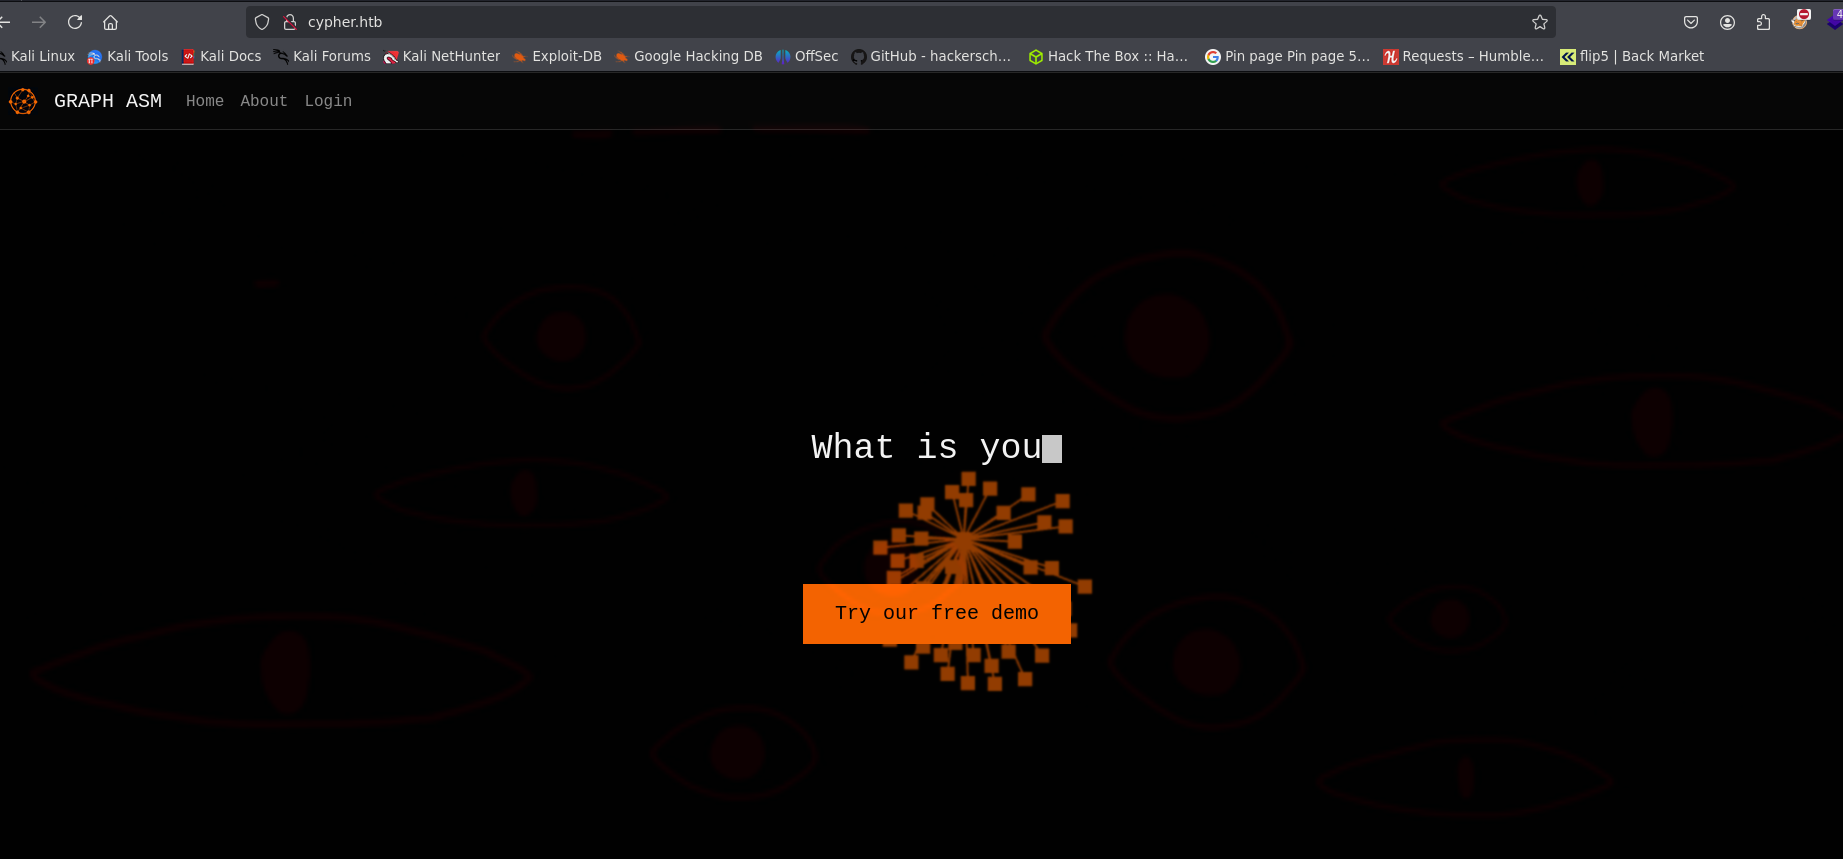 cypher.htb
4
Kali Linux Kali Tools Kali Docs Kali Forums Kali NetHunter Exploit-DB Google Hacking DB OffSec GitHub - hackersch… Hack The Box :: Ha… Pin page Pin page 5… Requests – Humble… flip5 | Back Market
GRAPH ASM Home About Login
What is you
Try our free demo